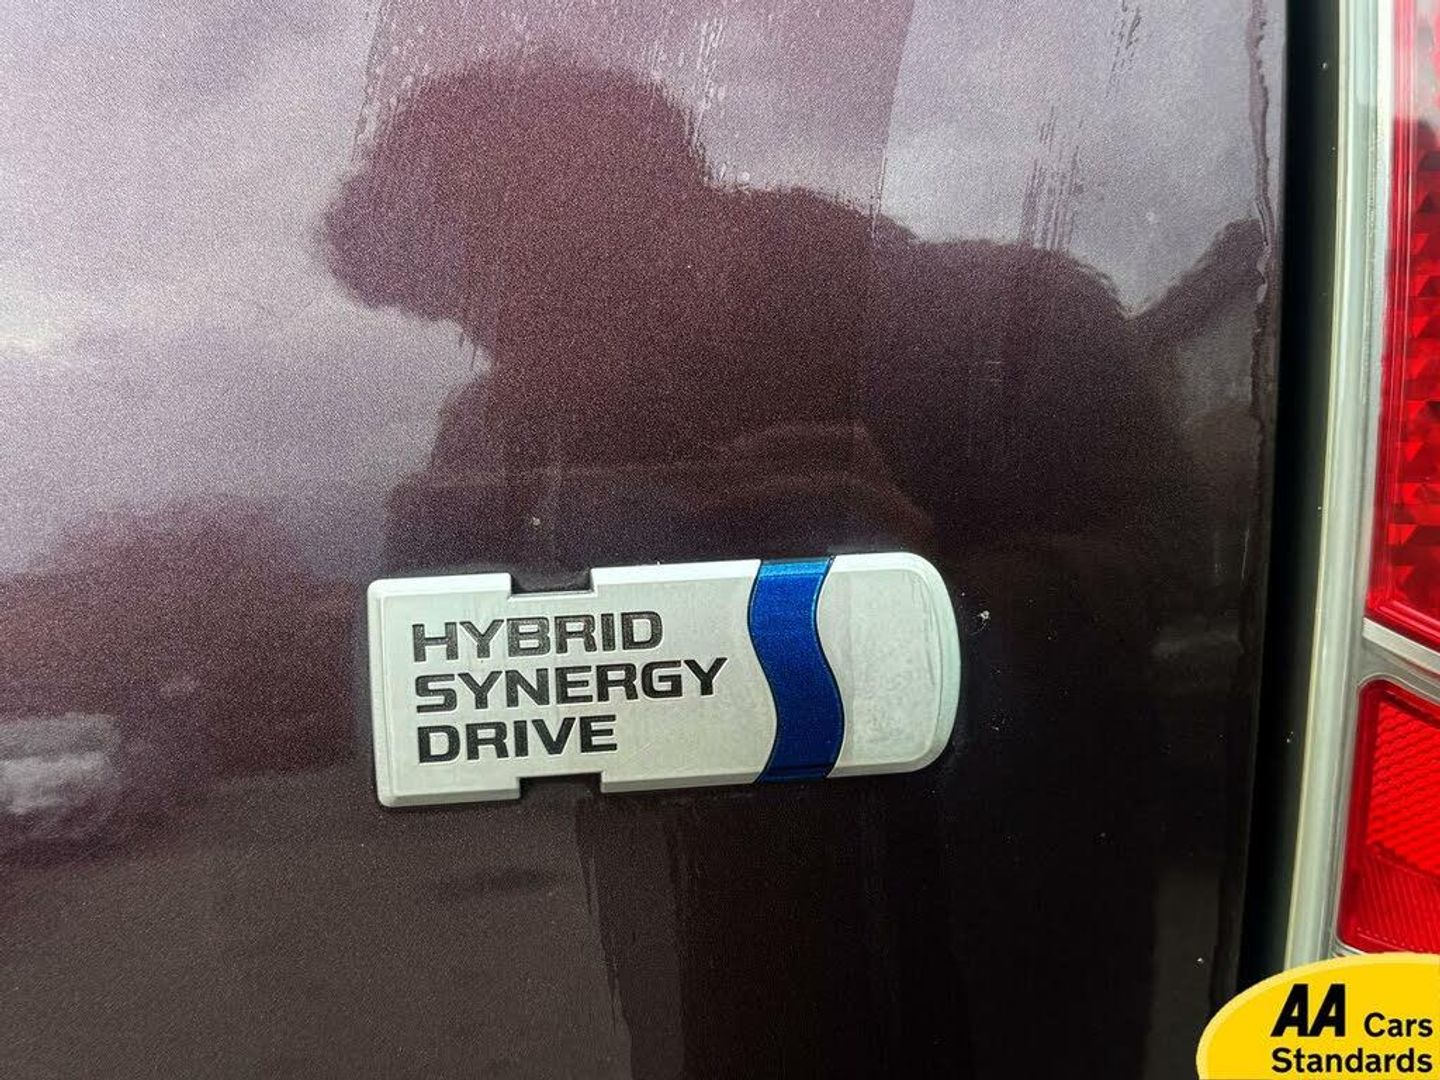 HYBRID
SYNERGY
DRIVE
AA Cars
Standards